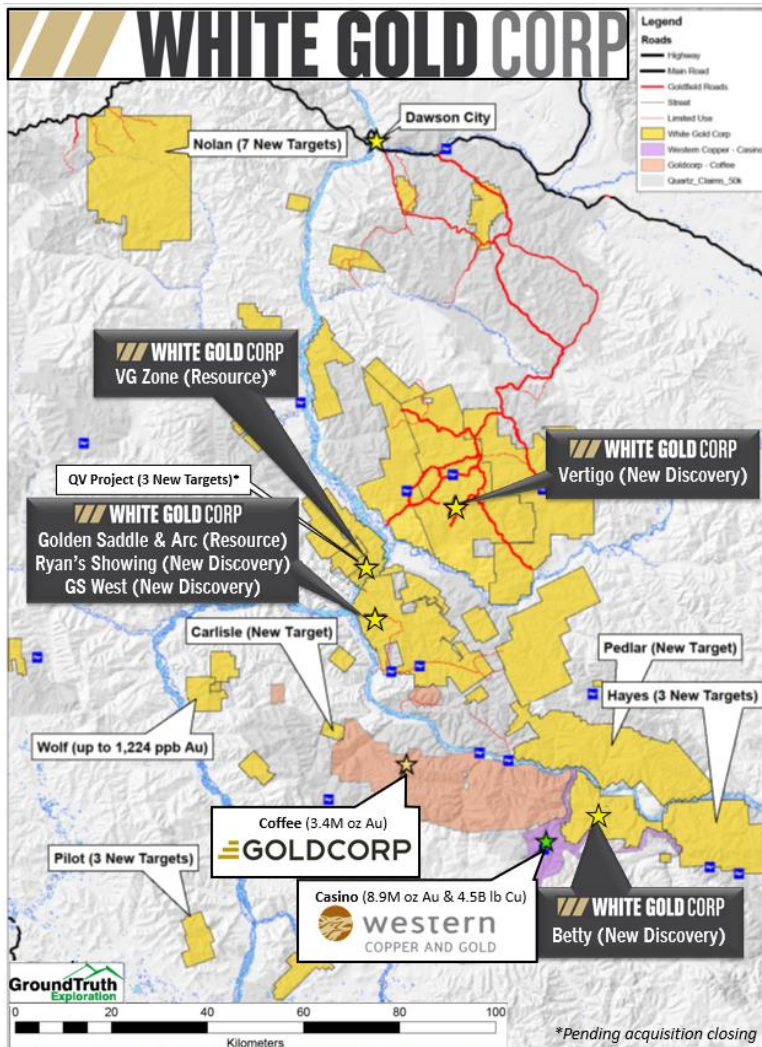 WHITE GOLD CORP
Legend
Roads
Highway
Main Road
Goldfield Roads
Street
Limited Use
White Gold Corp
Western Copper - Casino
Goldcorp - Coffee
Quartz_Claims_50k
Dawson City
Nolan (7 New Targets)
WHITE GOLD CORP
VG Zone (Resource)*
WHITE GOLD CORP
Vertigo (New Discovery)
QV Project (3 New Targets)*
WHITE GOLD CORP
Golden Saddle & Arc (Resource)
Ryan's Showing (New Discovery)
GS West (New Discovery)
Carlisle (New Target)
Pedlar (New Target)
Hayes (3 New Targets)
Wolf (up to 1,224 ppb Au)
Coffee (3.4M oz Au)
GOLDCORP
Pilot (3 New Targets)
Casino (8.9M oz Au & 4.5B lb Cu)
western
COPPER AND GOLD
WHITE GOLD CORP
Betty (New Discovery)
GroundTruth
Exploration
0 20 40 60 80 100
Kilometers
*Pending acquisition closing